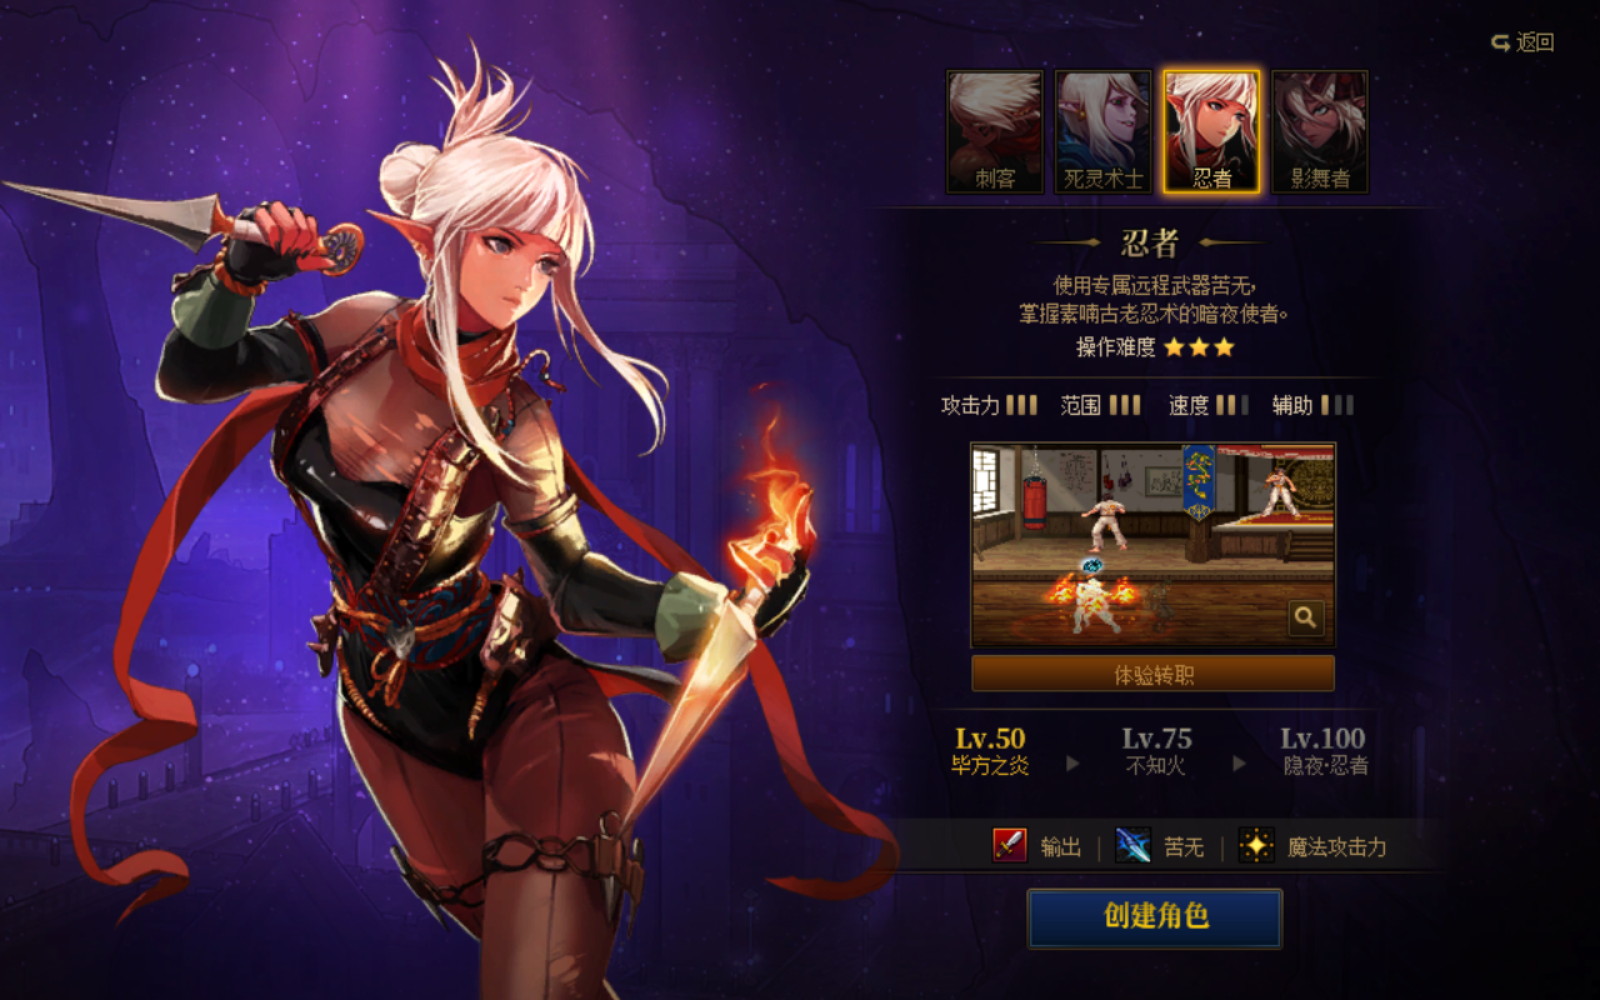 返回
刺客 死灵术士 忍者 影舞者
忍者
使用专属远程武器苦无,
掌握素喃古老忍术的暗夜使者。
操作难度
攻击力 范围 速度 辅助
体验转职
Lv.50 Lv.75 Lv.100
毕方之炎 不知火 隐夜·忍者
输出 | 苦无 | 魔法攻击力
创建角色